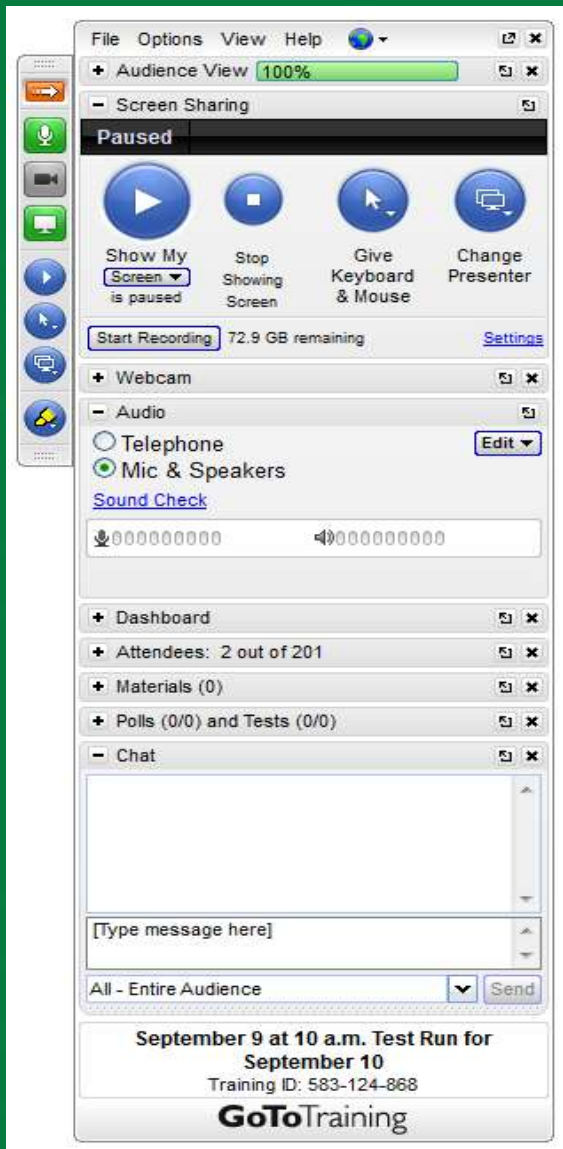 File Options View Help
Audience View 100%
Screen Sharing
Paused
Show My
Screen
is paused
Stop
Showing
Screen
Give
Keyboard
& Mouse
Change
Presenter
Start Recording 72.9 GB remaining Settings
Webcam
Audio
Telephone Edit
Mic & Speakers
Sound Check
000000000 000000000
Dashboard
Attendees: 2 out of 201
Materials (0)
Polls (0/0) and Tests (0/0)
Chat
[Type message here]
All - Entire Audience Send
September 9 at 10 a.m. Test Run for
September 10
Training ID: 583-124-868
GoToTraining